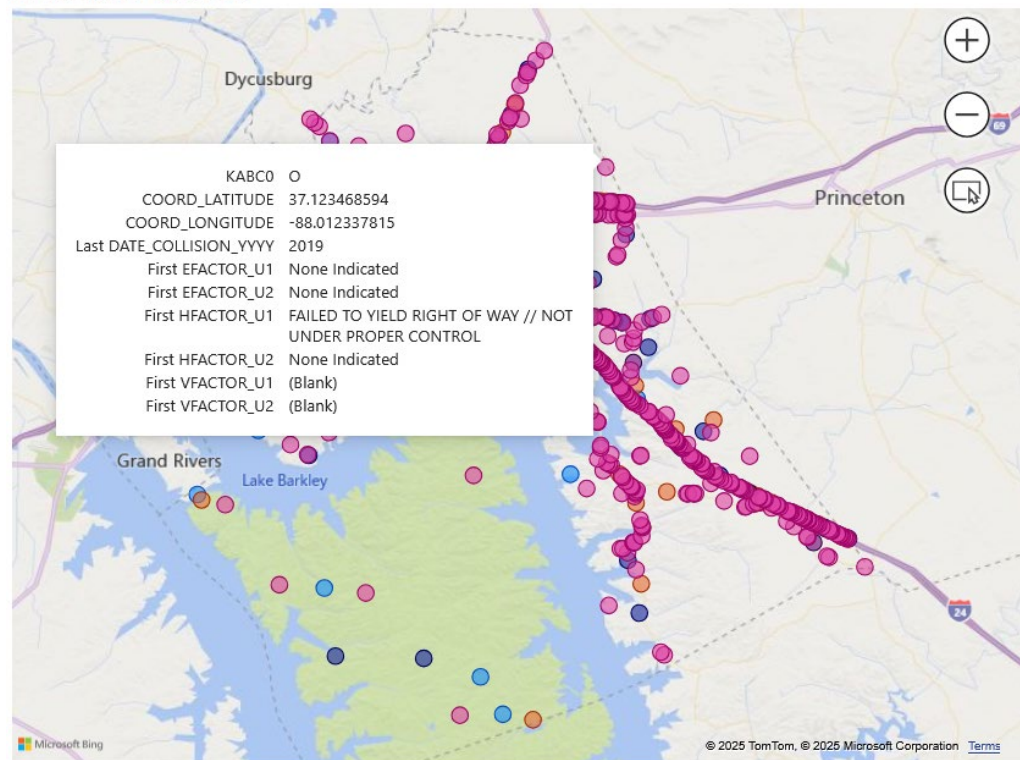 Dycusburg
69
Princeton
KABC0 O
COORD_LATITUDE 37.123468594
COORD_LONGITUDE -88.012337815
Last DATE_COLLISION_YYYY 2019
First EFACTOR_U1 None Indicated
First EFACTOR_U2 None Indicated
First HFACTOR_U1 FAILED TO YIELD RIGHT OF WAY // NOT
UNDER PROPER CONTROL
First HFACTOR_U2 None Indicated
First VFACTOR_U1 (Blank)
First VFACTOR_U2 (Blank)
Grand Rivers
Lake Barkley
24
Microsoft Bing
© 2025 TomTom, © 2025 Microsoft Corporation Terms